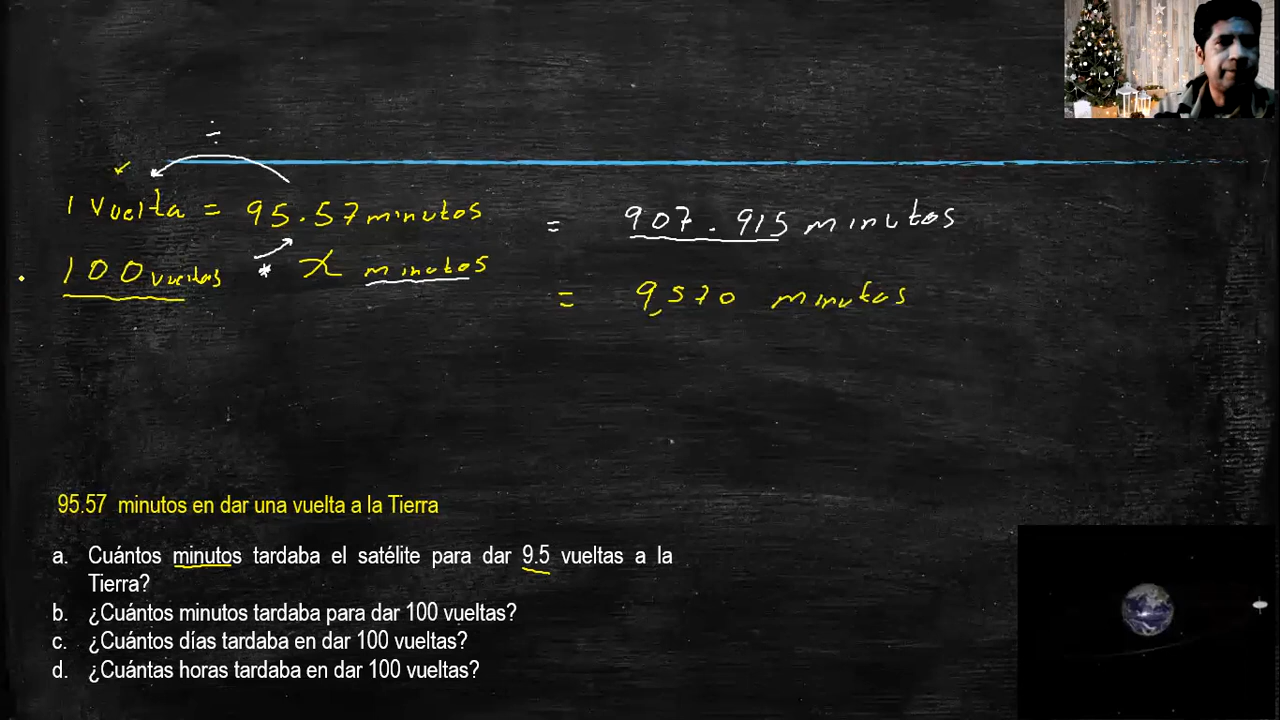 ÷
1 Vuelta = 95.57 minutos = 907.915 minutos
100 vueltas * x minutos = 9,570 minutos
95.57 minutos en dar una vuelta a la Tierra
a. Cuántos minutos tardaba el satélite para dar 9.5 vueltas a la
Tierra?
b. ¿Cuántos minutos tardaba para dar 100 vueltas?
c. ¿Cuántos días tardaba en dar 100 vueltas?
d. ¿Cuántas horas tardaba en dar 100 vueltas?